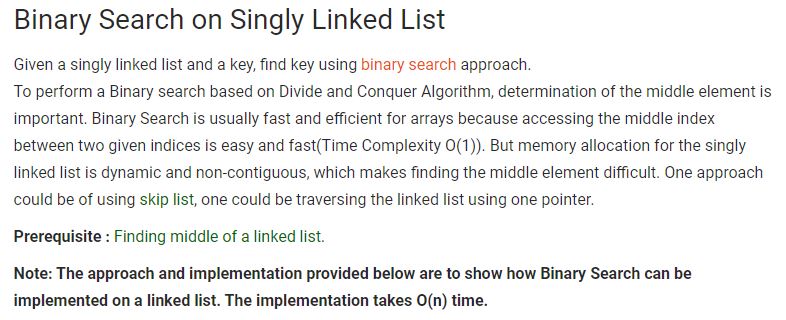 Binary Search on Singly Linked List
Given a singly linked list and a key, find key using binary search approach.
To perform a Binary search based on Divide and Conquer Algorithm, determination of the middle element is
important. Binary Search is usually fast and efficient for arrays because accessing the middle index
between two given indices is easy and fast(Time Complexity O(1)). But memory allocation for the singly
linked list is dynamic and non-contiguous, which makes finding the middle element difficult. One approach
could be of using skip list, one could be traversing the linked list using one pointer.
Prerequisite : Finding middle of a linked list.
Note: The approach and implementation provided below are to show how Binary Search can be
implemented on a linked list. The implementation takes O(n) time.